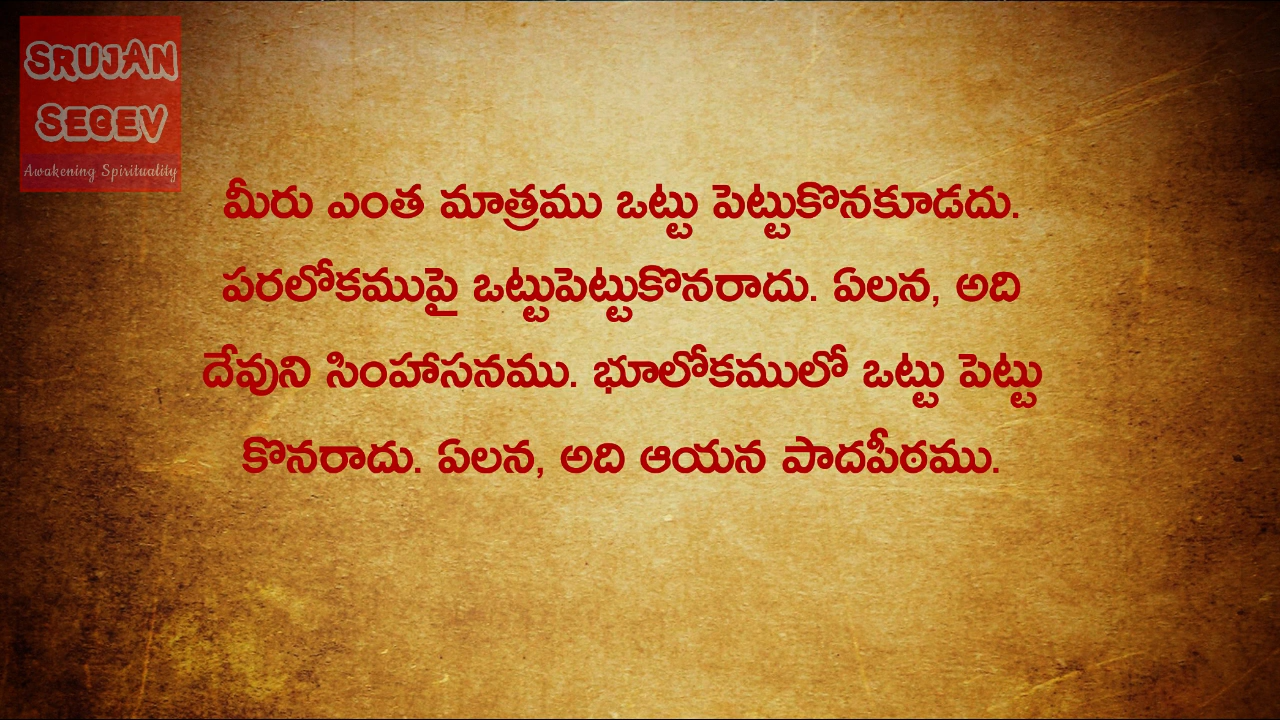 SRUJAN
SEGEV
Awakening Spirituality
మీరు ఎంత మాత్రము ఒట్టు పెట్టుకొనకూడదు.
పరలోకముపై ఒట్టుపెట్టుకొనరాదు. ఏలన, అది
దేవుని సింహాసనము. భూలోకములో ఒట్టు పెట్టు
కొనరాదు. ఏలన, అది ఆయన పాదపీఠము.